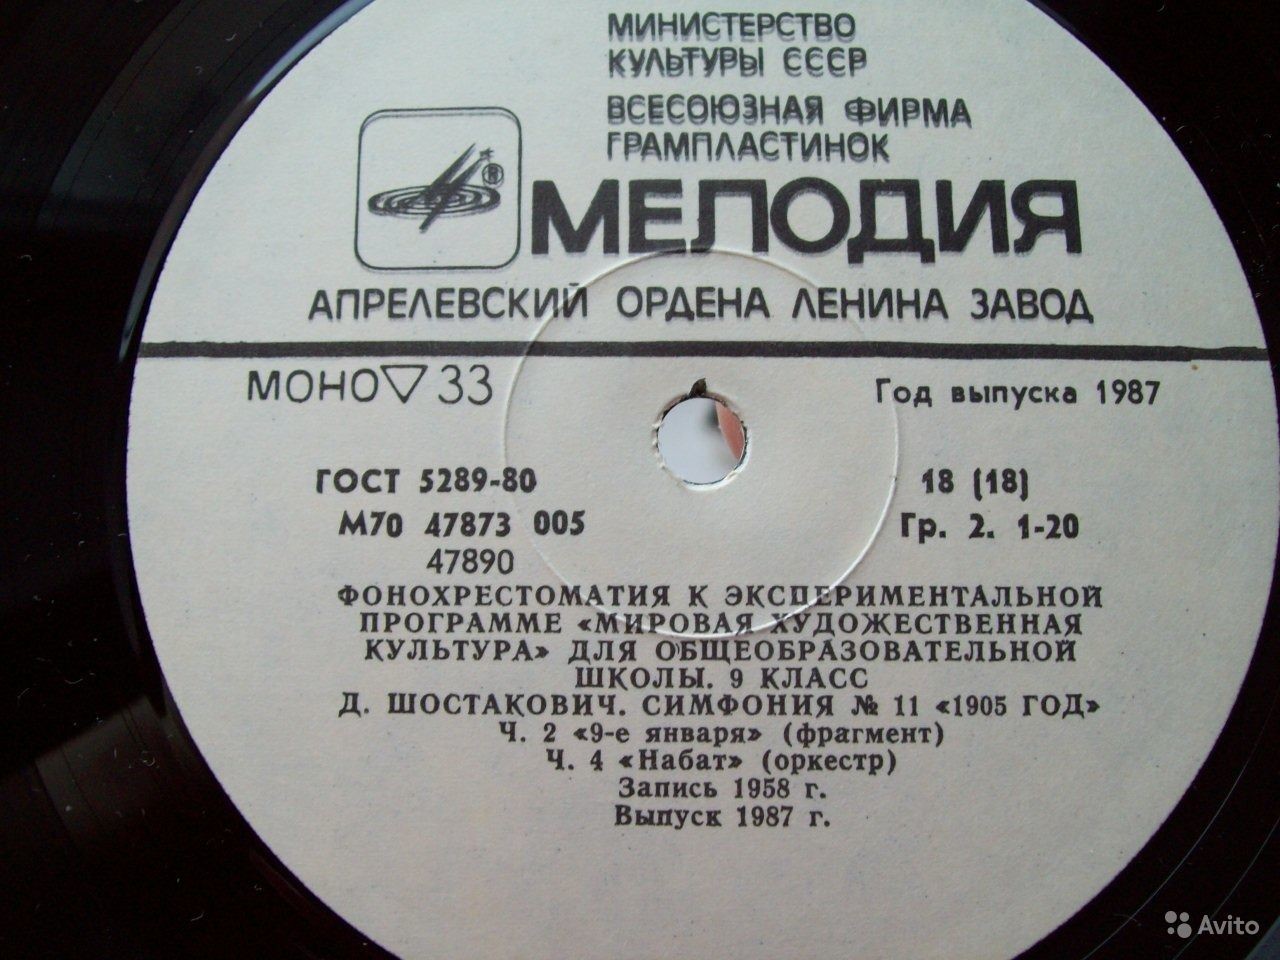 МИНИСТЕРСТВО
КУЛЬТУРЫ СССР
ВСЕСОЮЗНАЯ ФИРМА
ГРАМПЛАСТИНОК
®
МЕЛОДИЯ
АПРЕЛЕВСКИЙ ОРДЕНА ЛЕНИНА ЗАВОД
МОНО ▽ 33
Год выпуска 1987
ГОСТ 5289-80
18 (18)
М70 47873 005
Гр. 2. 1-20
47890
ФОНОХРЕСТОМАТИЯ К ЭКСПЕРИМЕНТАЛЬНОЙ
ПРОГРАММЕ «МИРОВАЯ ХУДОЖЕСТВЕННАЯ
КУЛЬТУРА» ДЛЯ ОБЩЕОБРАЗОВАТЕЛЬНОЙ
ШКОЛЫ. 9 КЛАСС
Д. ШОСТАКОВИЧ. СИМФОНИЯ № 11 «1905 ГОД»
Ч. 2 «9-е января» (фрагмент)
Ч. 4 «Набат» (оркестр)
Запись 1958 г.
Выпуск 1987 г.
Avito